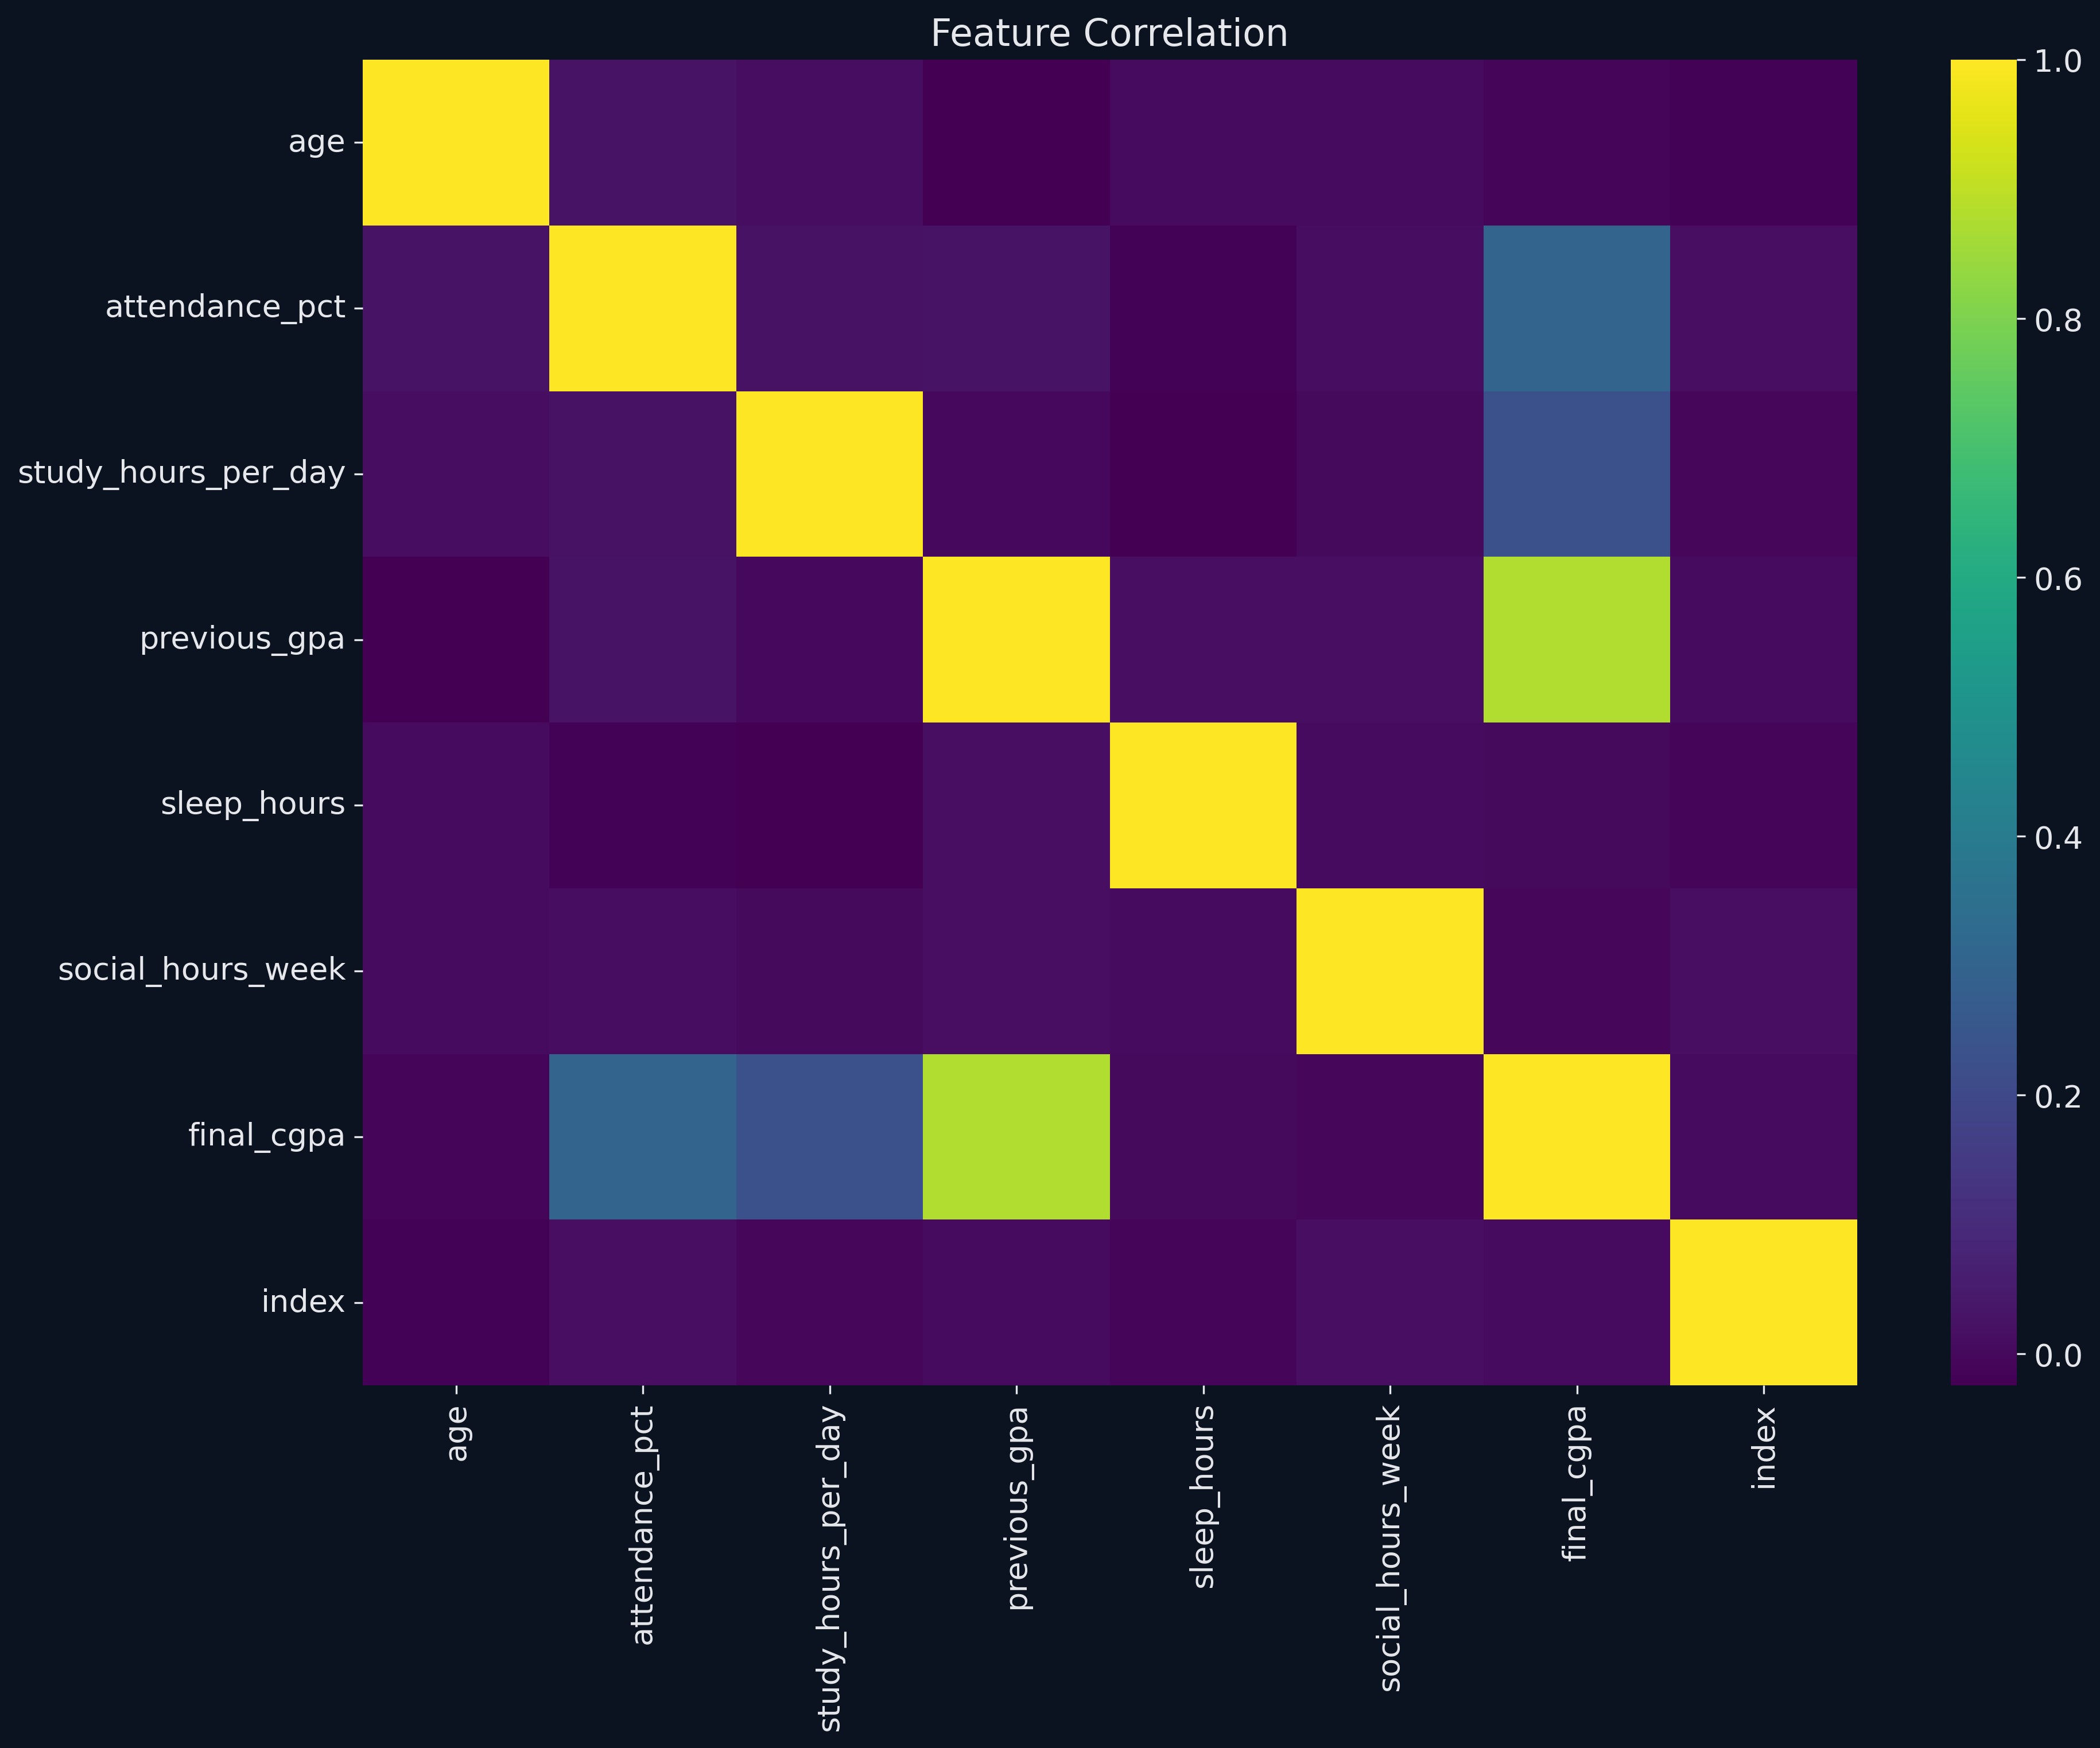 Feature Correlation
age
attendance_pct
study_hours_per_day
previous_gpa
sleep_hours
social_hours_week
final_cgpa
index
age
attendance_pct
study_hours_per_day
previous_gpa
sleep_hours
social_hours_week
final_cgpa
index
1.0
0.8
0.6
0.4
0.2
0.0